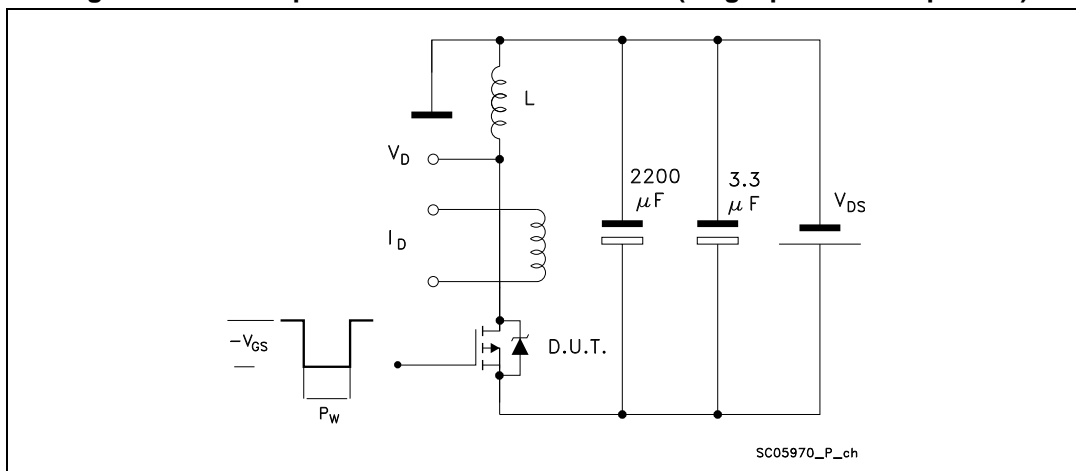 L
V_D
2200 μF
3.3 μF
V_DS
I_D
-V_GS
D.U.T.
P_W
SC05970_P_ch